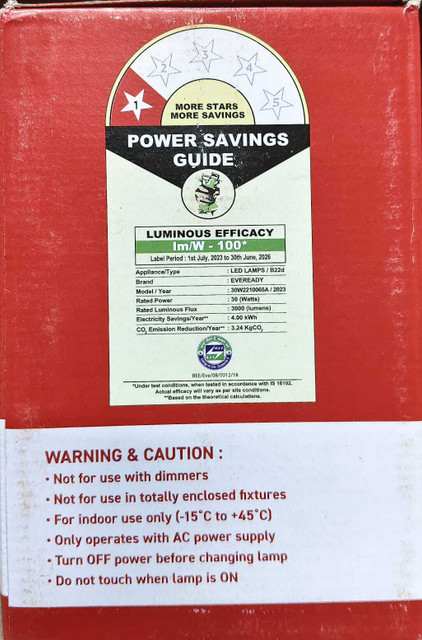 1
2
3
4
5
MORE STARS
MORE SAVINGS
POWER SAVINGS
GUIDE
LUMINOUS EFFICACY
lm/W - 100*
Label Period : 1st July, 2023 to 30th June, 2026
Appliance/Type : LED LAMPS / B22d
Brand : EVEREADY
Model / Year : 30W2210065A / 2023
Rated Power : 30 (Watts)
Rated Luminous Flux : 3000 (lumens)
Electricity Savings/Year** : 4.00 kWh
CO₂ Emission Reduction/Year** : 3.24 KgCO₂
*Under test conditions, when tested in accordance with IS 16102.
Actual efficacy will vary as per site conditions.
**Based on the theoretical calculations.
WARNING & CAUTION :
• Not for use with dimmers
• Not for use in totally enclosed fixtures
• For indoor use only (-15˚C to +45˚C)
• Only operates with AC power supply
• Turn OFF power before changing lamp
• Do not touch when lamp is ON